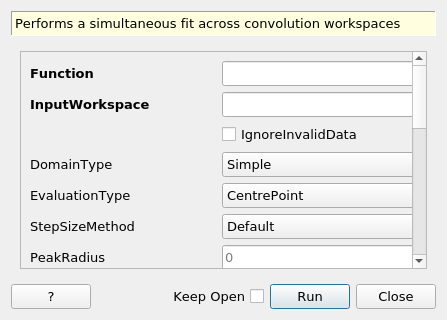 Performs a simultaneous fit across convolution workspaces
Function
InputWorkspace
IgnoreInvalidData
DomainType Simple
EvaluationType CentrePoint
StepSizeMethod Default
PeakRadius 0
? Keep Open Run Close